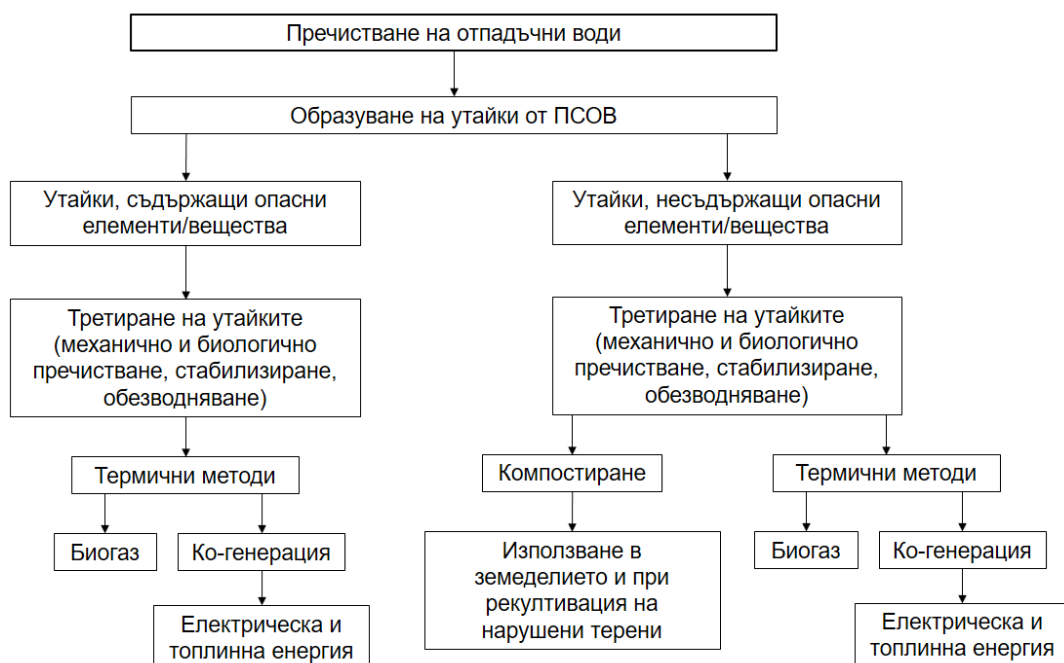 Пречистване на отпадъчни води
Образуване на утайки от ПСОВ
Утайки, съдържащи опасни
елементи/вещества
Утайки, несъдържащи опасни
елементи/вещества
Третиране на утайките
(механично и биологично
пречистване, стабилизиране,
обезводняване)
Третиране на утайките
(механично и биологично
пречистване, стабилизиране,
обезводняване)
Термични методи
Компостиране
Термични методи
Биогаз
Ко-генерация
Използване в
земеделието и при
рекултивация на
нарушени терени
Биогаз
Ко-генерация
Електрическа и
топлинна енергия
Електрическа и
топлинна енергия